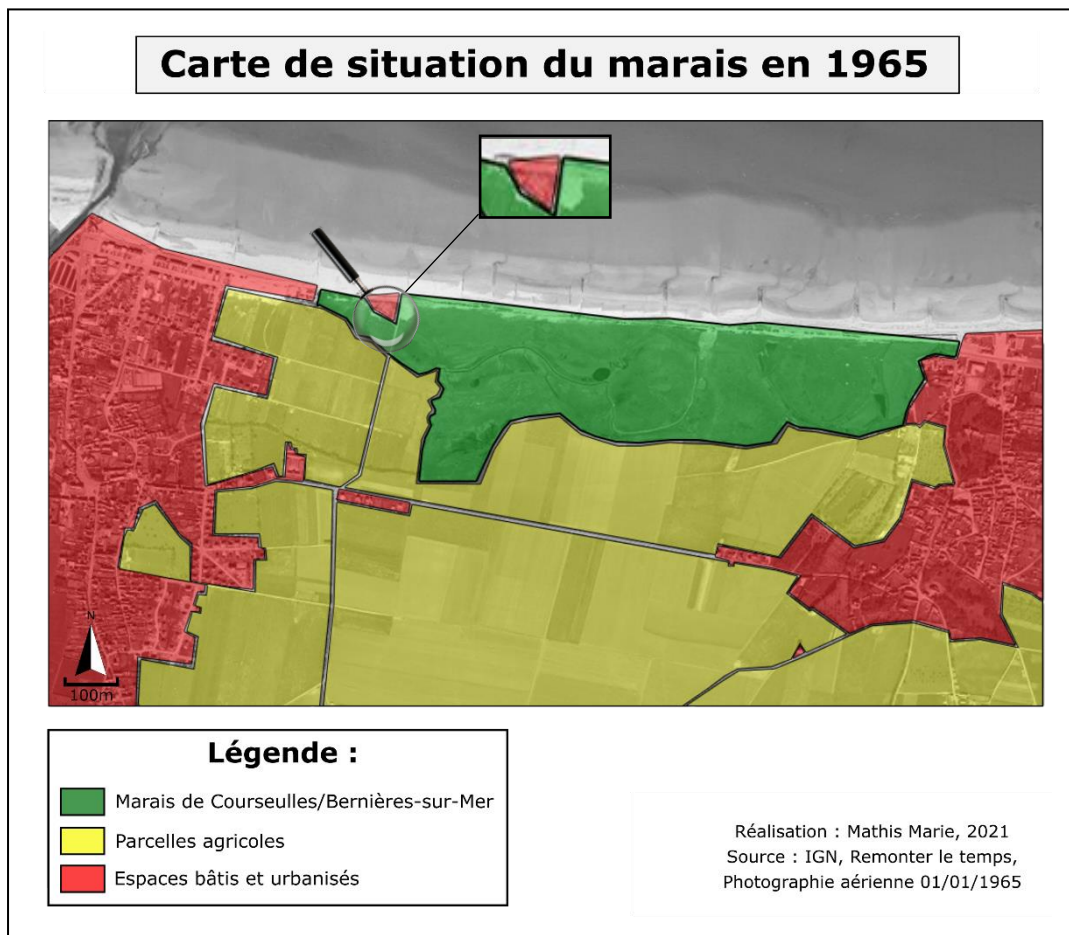 Carte de situation du marais en 1965
N
100m
Légende :
Marais de Courseulles/Bernières-sur-Mer
Parcelles agricoles
Espaces bâtis et urbanisés
Réalisation : Mathis Marie, 2021
Source : IGN, Remonter le temps,
Photographie aérienne 01/01/1965